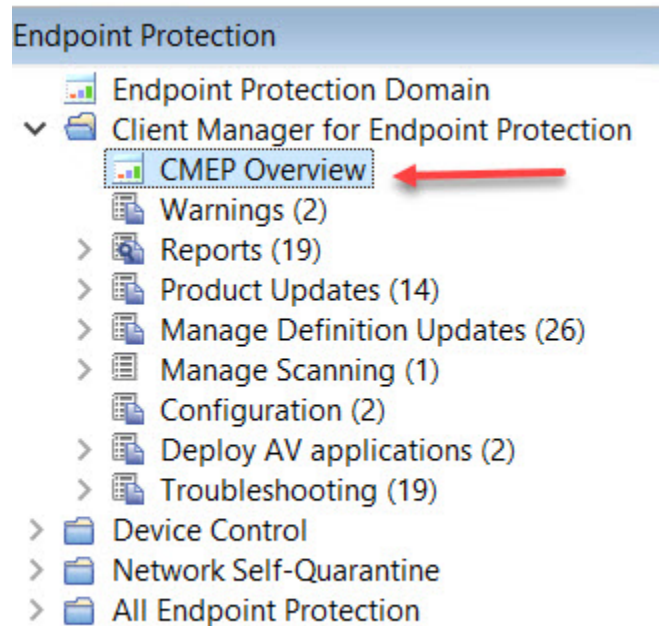 Endpoint Protection
Endpoint Protection Domain
Client Manager for Endpoint Protection
CMEP Overview
Warnings (2)
Reports (19)
Product Updates (14)
Manage Definition Updates (26)
Manage Scanning (1)
Configuration (2)
Deploy AV applications (2)
Troubleshooting (19)
Device Control
Network Self-Quarantine
All Endpoint Protection